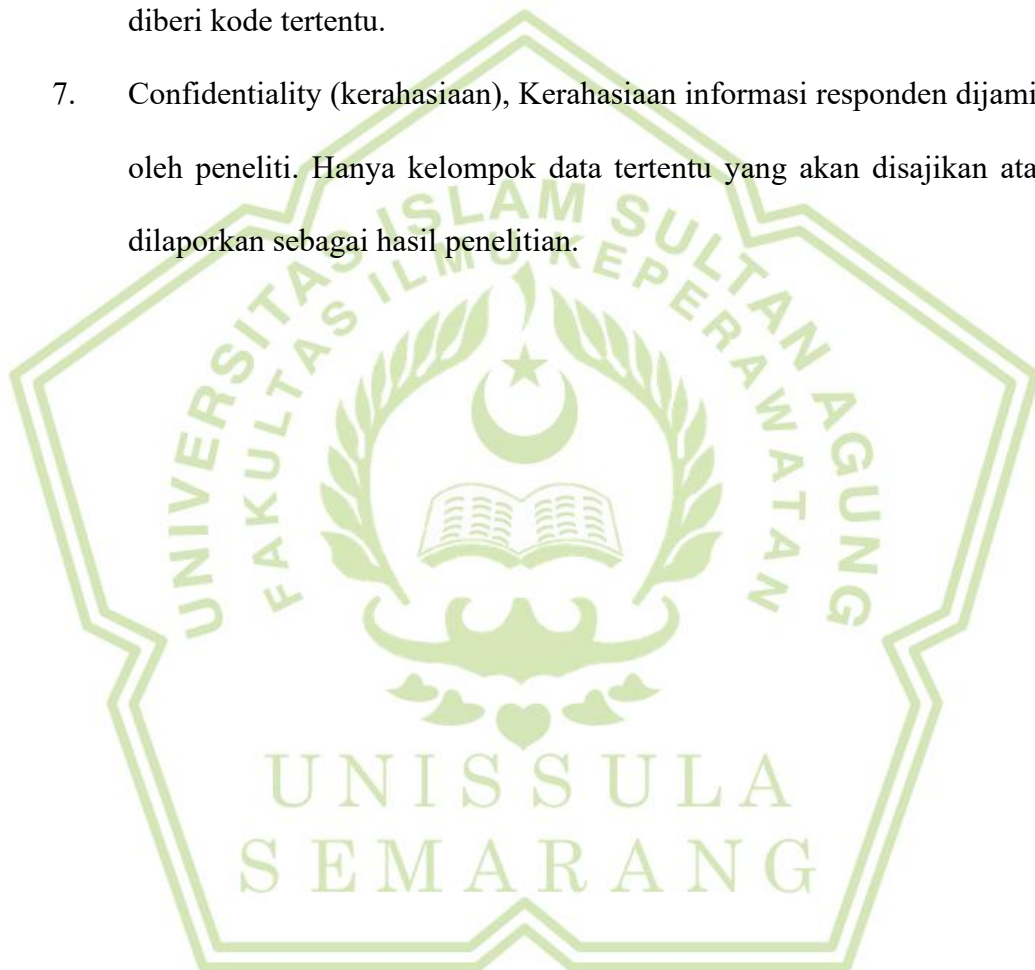 diberi kode tertentu.
7. Confidentiality (kerahasiaan), Kerahasiaan informasi responden dijami
oleh peneliti. Hanya kelompok data tertentu yang akan disajikan ata
dilaporkan sebagai hasil penelitian.
UNIVERSITAS ISLAM SULTAN AGUNG
FAKULTAS ILMU KEPERAWATAN
UNISSULA
SEMARANG